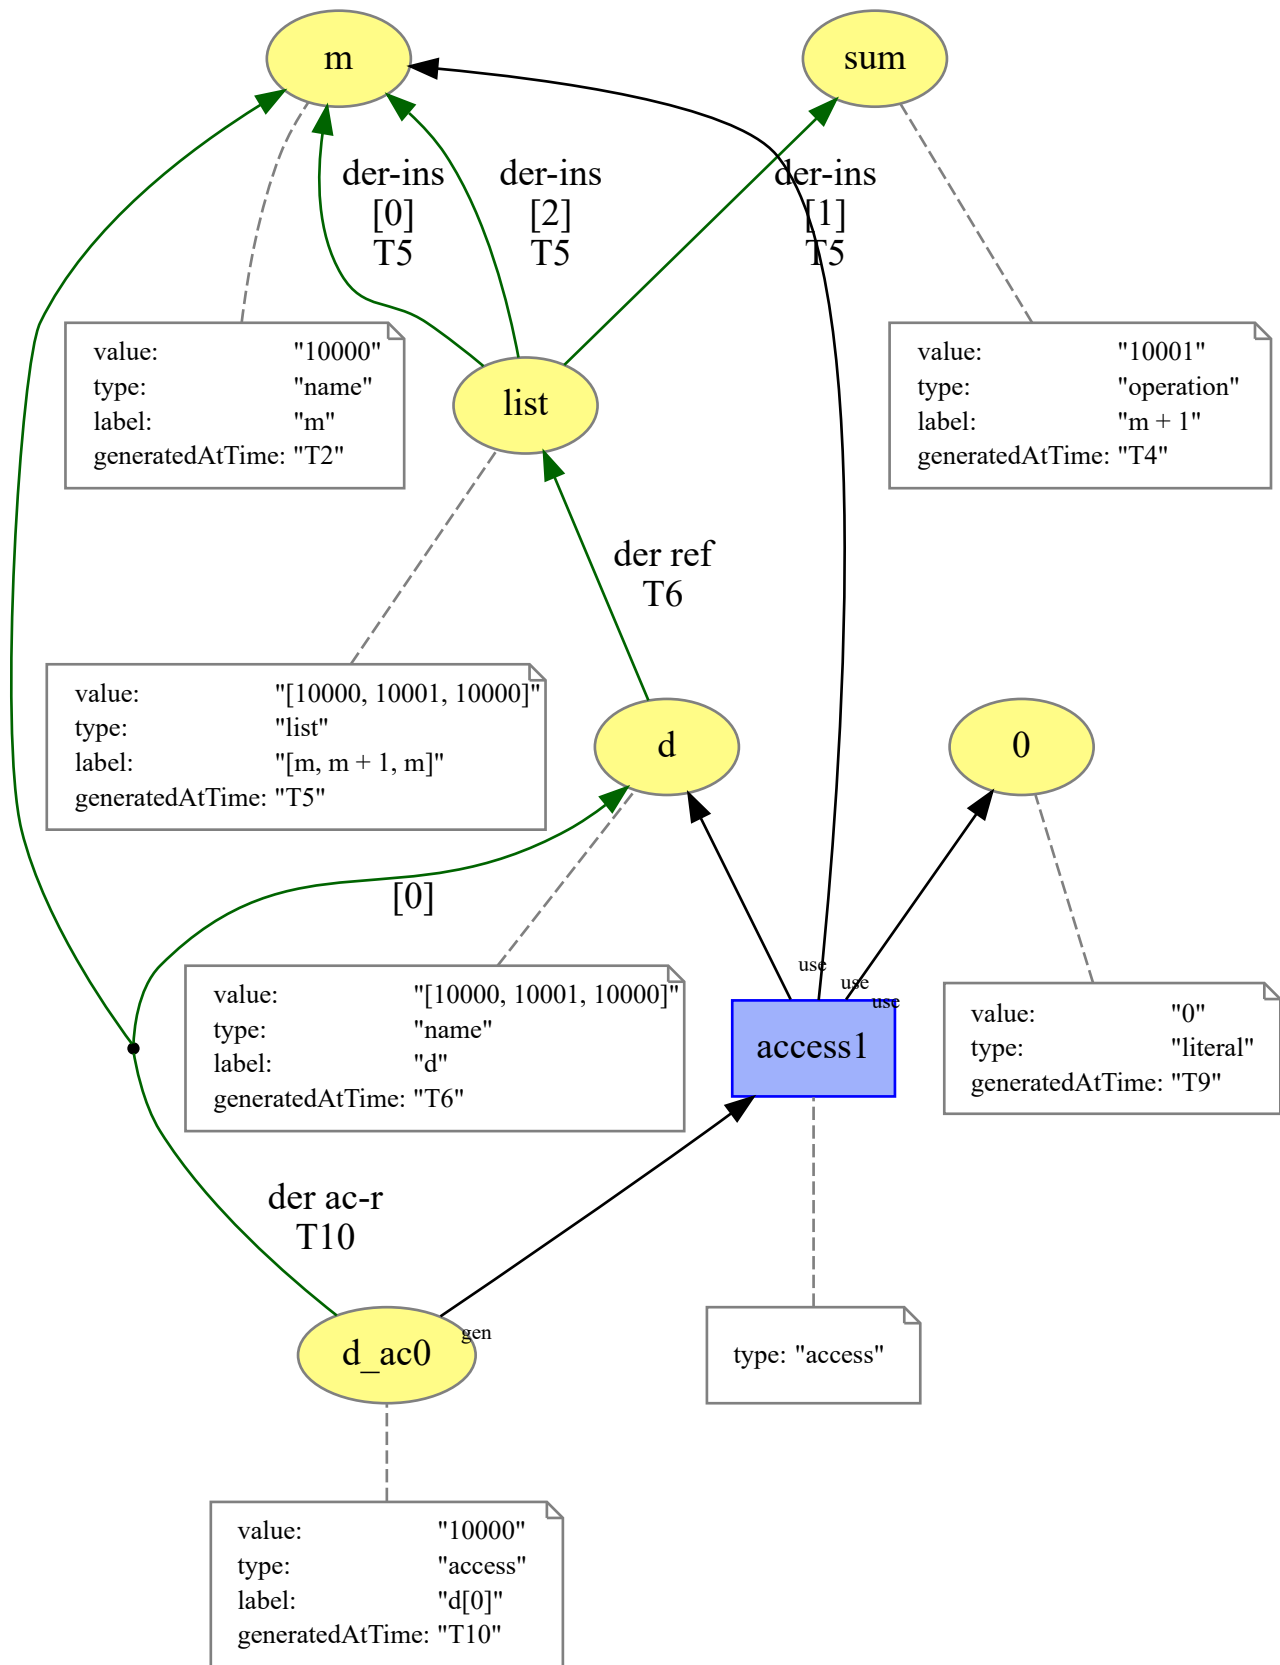 m
sum
der-ins
[0]
T5
der-ins
[2]
T5
der-ins
[1]
T5
value: "10000"
type: "name"
label: "m"
generatedAtTime: "T2"
list
value: "10001"
type: "operation"
label: "m + 1"
generatedAtTime: "T4"
der ref
T6
value: "[10000, 10001, 10000]"
type: "list"
label: "[m, m + 1, m]"
generatedAtTime: "T5"
d
0
[0]
use
use
use
value: "[10000, 10001, 10000]"
type: "name"
label: "d"
generatedAtTime: "T6"
access1
value: "0"
type: "literal"
generatedAtTime: "T9"
der ac-r
T10
gen
d_ac0
type: "access"
value: "10000"
type: "access"
label: "d[0]"
generatedAtTime: "T10"